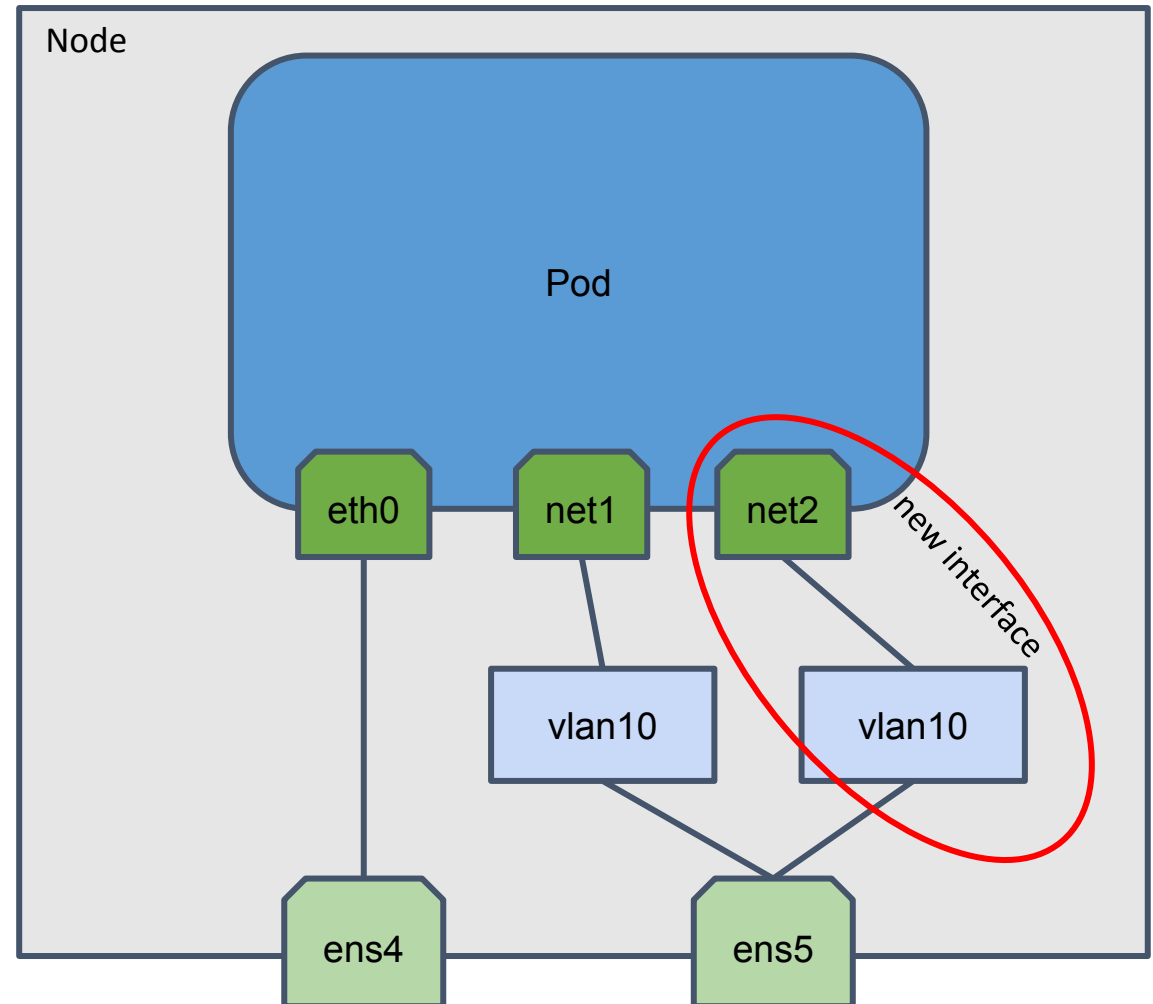 Node
Pod
eth0
net1
net2
new interface
vlan10
vlan10
ens4
ens5